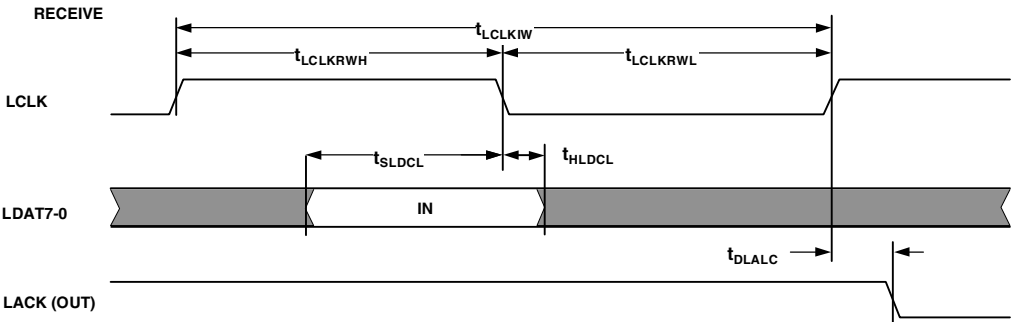 RECEIVE
tLCLKIW
tLCLKRWH
tLCLKRWL
LCLK
tSLDCL
tHLDCL
LDAT7-0
IN
tDLALC
LACK (OUT)